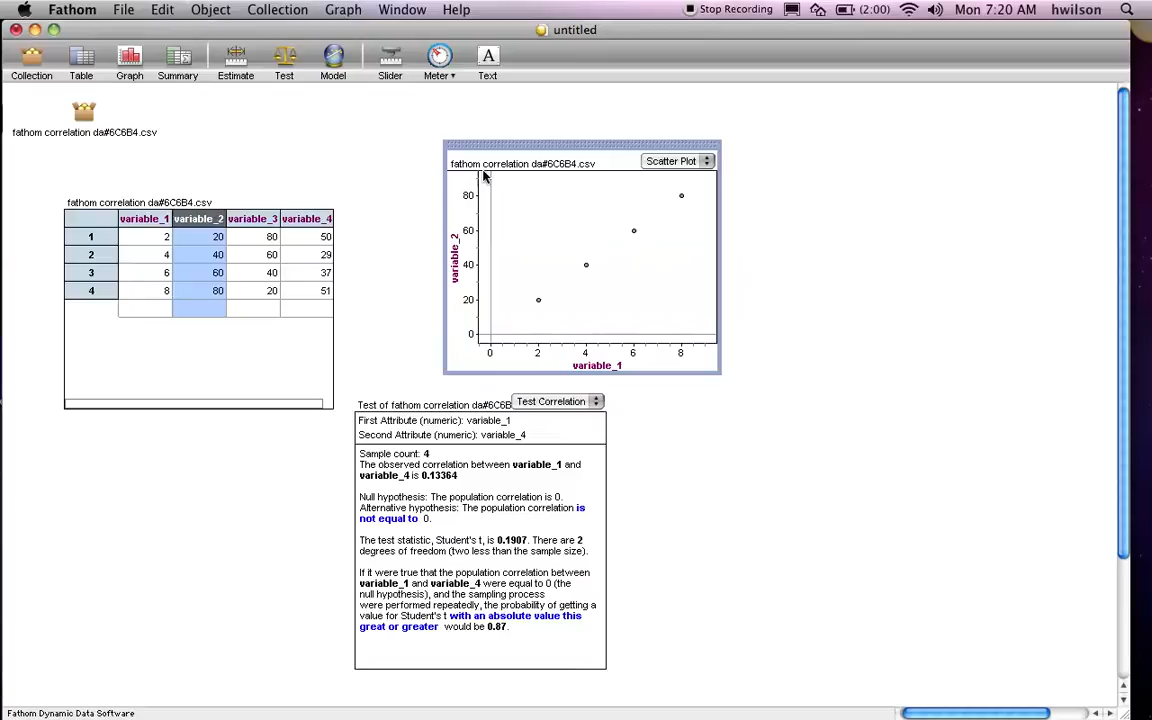 Fathom File Edit Object Collection Graph Window Help Stop Recording (2:00) Mon 7:20 AM hwilson
untitled
Collection Table Graph Summary Estimate Test Model Slider Meter Text
A
fathom correlation da#6C6B4.csv
fathom correlation da#6C6B4.csv
variable_1 variable_2 variable_3 variable_4
1 2 20 80 50
2 4 40 60 29
3 6 60 40 37
4 8 80 20 51
fathom correlation da#6C6B4.csv Scatter Plot
80
60
40
20
0
variable_2
0 2 4 6 8
variable_1
Test of fathom correlation da#6C6B Test Correlation
First Attribute (numeric): variable_1
Second Attribute (numeric): variable_4
Sample count: 4
The observed correlation between variable_1 and
variable_4 is 0.13364
Null hypothesis: The population correlation is 0.
Alternative hypothesis: The population correlation is
not equal to 0.
The test statistic, Student's t, is 0.1907. There are 2
degrees of freedom (two less than the sample size).
If it were true that the population correlation between
variable_1 and variable_4 were equal to 0 (the
null hypothesis), and the sampling process
were performed repeatedly, the probability of getting a
value for Student's t with an absolute value this
great or greater would be 0.87.
Fathom Dynamic Data Software